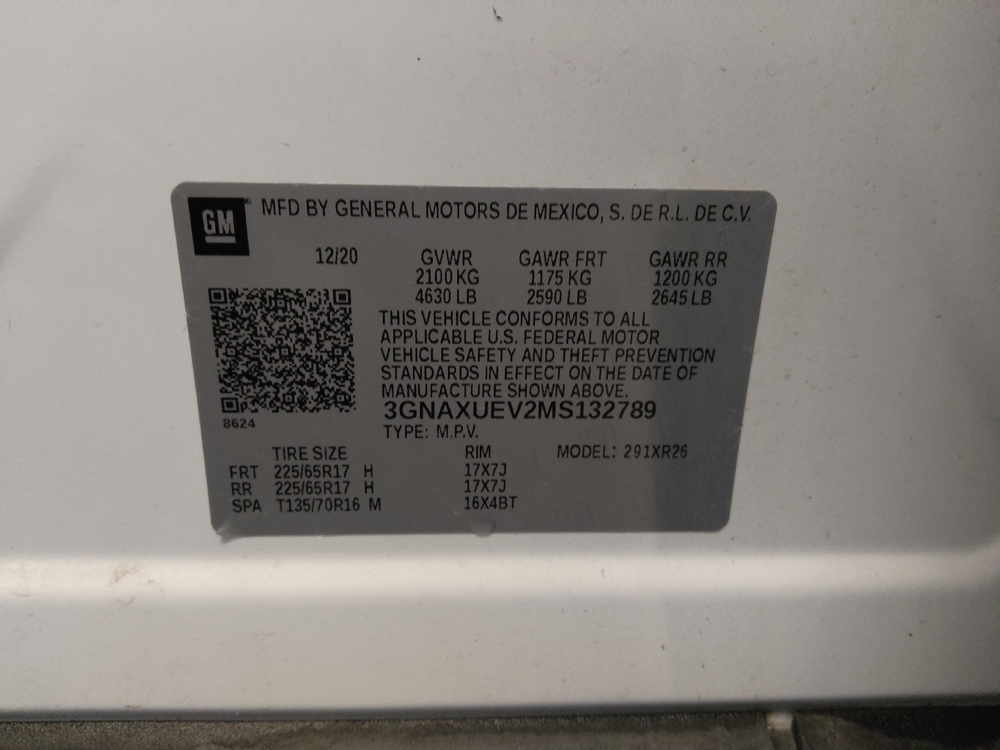 GM MFD BY GENERAL MOTORS DE MEXICO, S. DE R.L. DE C.V.
12/20 GVWR GAWR FRT GAWR RR
2100 KG 1175 KG 1200 KG
4630 LB 2590 LB 2645 LB
THIS VEHICLE CONFORMS TO ALL
APPLICABLE U.S. FEDERAL MOTOR
VEHICLE SAFETY AND THEFT PREVENTION
STANDARDS IN EFFECT ON THE DATE OF
MANUFACTURE SHOWN ABOVE.
3GNAXUEV2MS132789
8624
TYPE: M.P.V.
TIRE SIZE RIM MODEL: 291XR26
FRT 225/65R17 H 17X7J
RR 225/65R17 H 17X7J
SPA T135/70R16 M 16X4BT